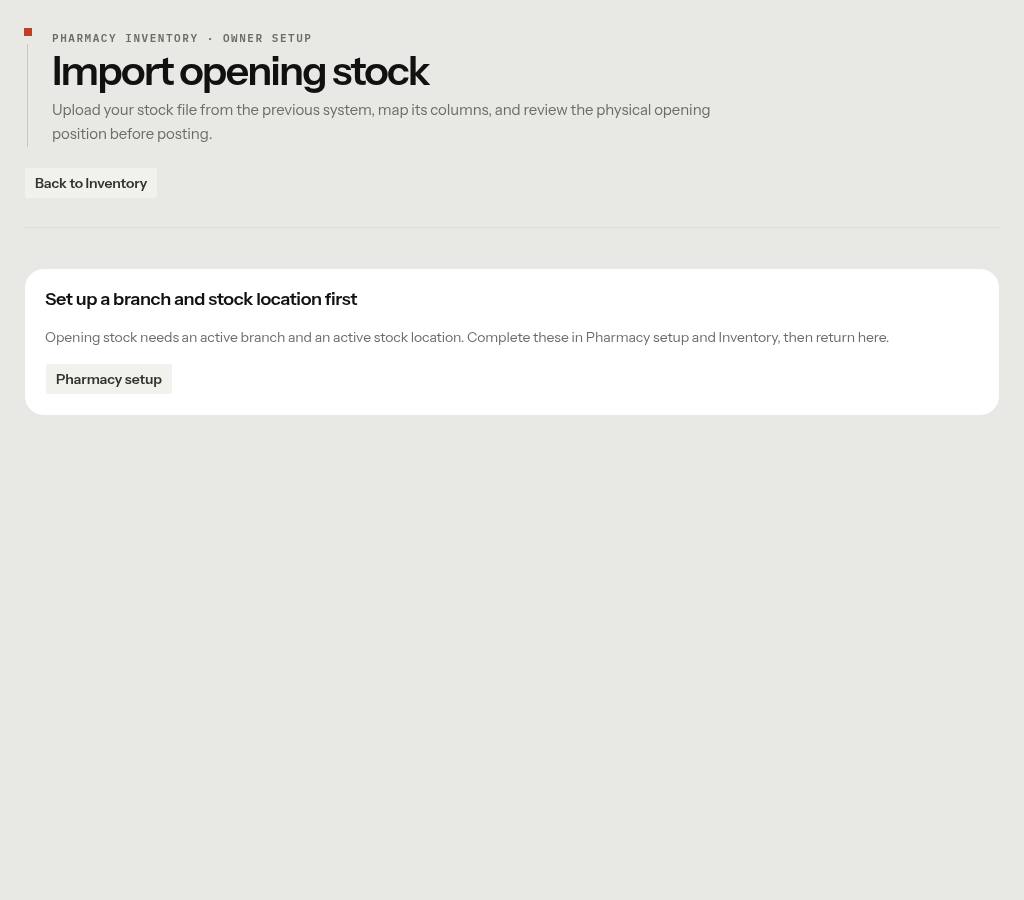 PHARMACY INVENTORY · OWNER SETUP
Import opening stock
Upload your stock file from the previous system, map its columns, and review the physical opening
position before posting.
Back to Inventory
Set up a branch and stock location first
Opening stock needs an active branch and an active stock location. Complete these in Pharmacy setup and Inventory, then return here.
Pharmacy setup